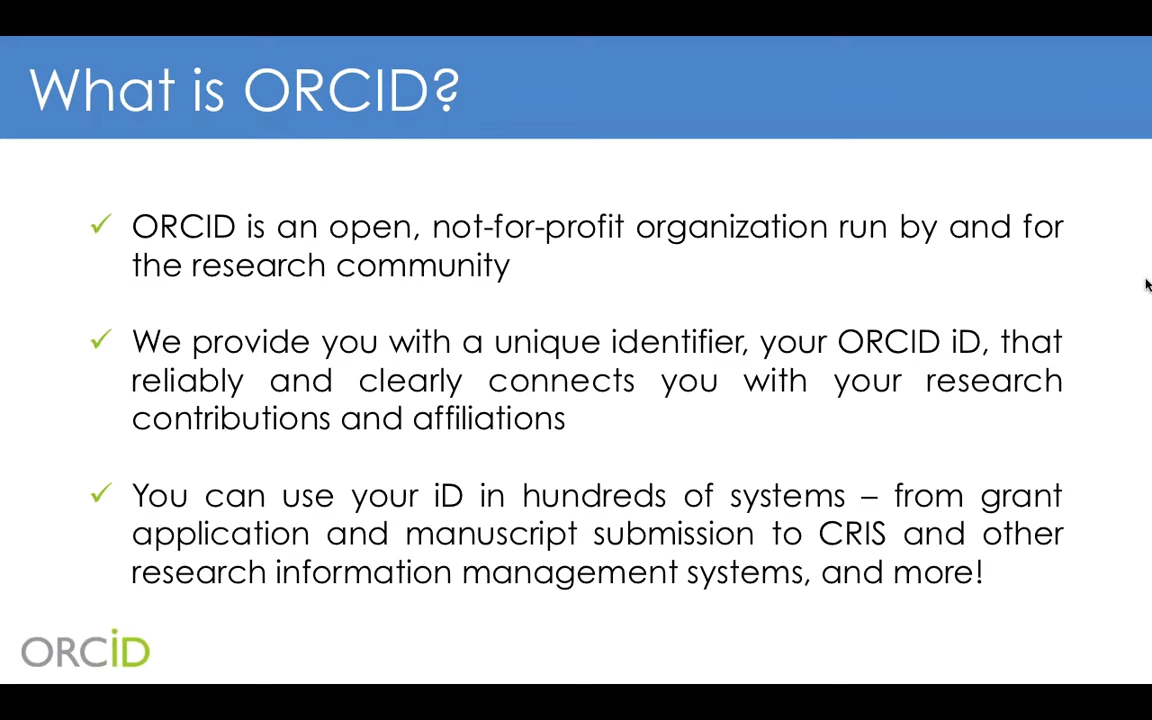 What is ORCID?
✓ ORCID is an open, not-for-profit organization run by and for
the research community
✓ We provide you with a unique identifier, your ORCID iD, that
reliably and clearly connects you with your research
contributions and affiliations
✓ You can use your iD in hundreds of systems – from grant
application and manuscript submission to CRIS and other
research information management systems, and more!
ORCiD